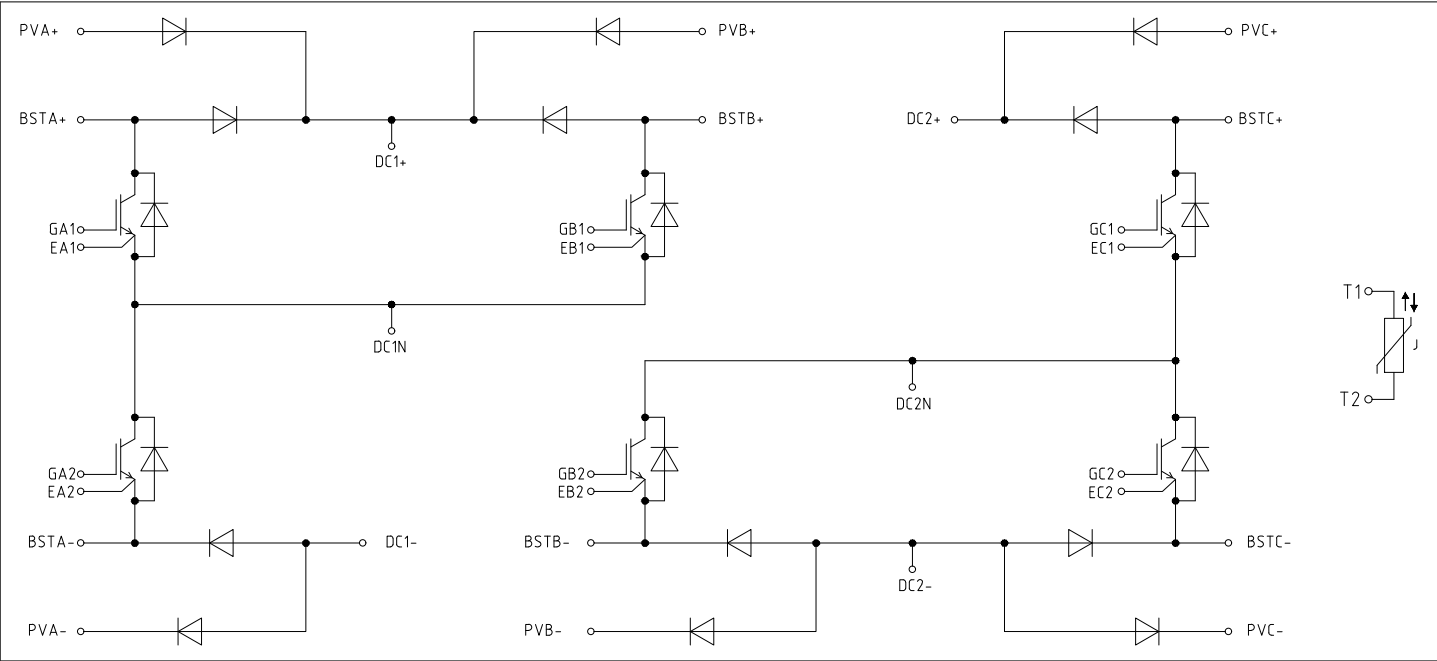 PVA+
PVB+
PVC+
BSTA+
DC1+
BSTB+
DC2+
BSTC+
GA1
EA1
GB1
EB1
GC1
EC1
DC1N
T1
J
T2
DC2N
GA2
EA2
GB2
EB2
GC2
EC2
BSTA-
DC1-
BSTB-
DC2-
BSTC-
PVA-
PVB-
PVC-